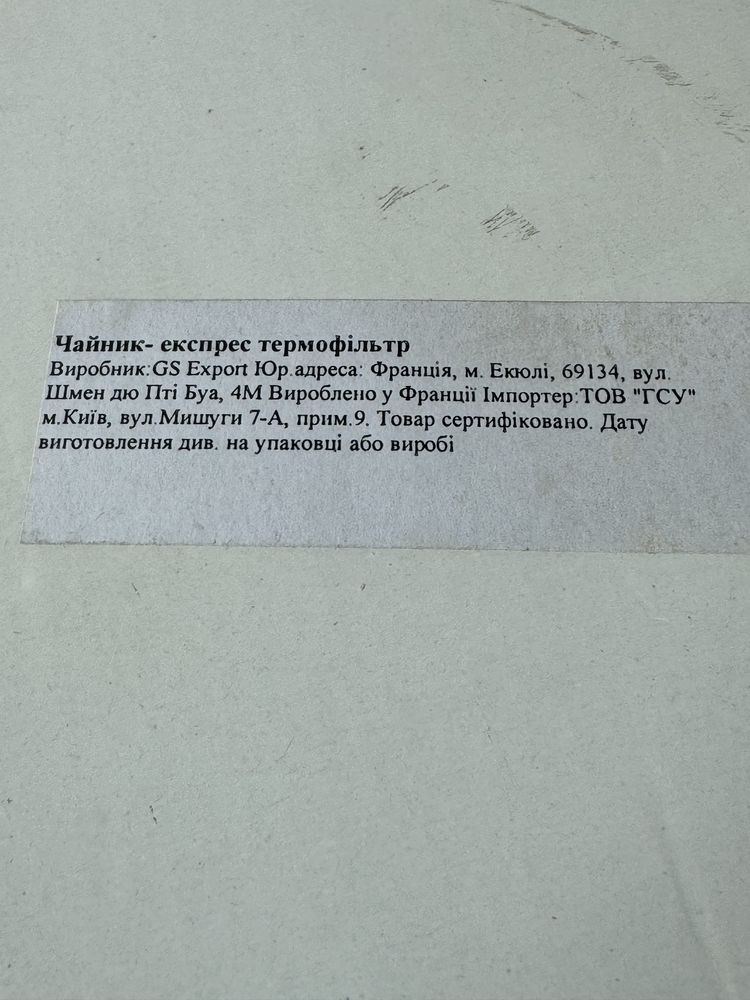 Чайник- експрес термофільтр
Виробник:GS Export Юр.адреса: Франція, м. Екюлі, 69134, вул.
Шмен дю Пті Буа, 4М Вироблено у Франції Імпортер:ТОВ "ГСУ"
м.Київ, вул.Мишуги 7-А, прим.9. Товар сертифіковано. Дату
виготовлення див. на упаковці або виробі